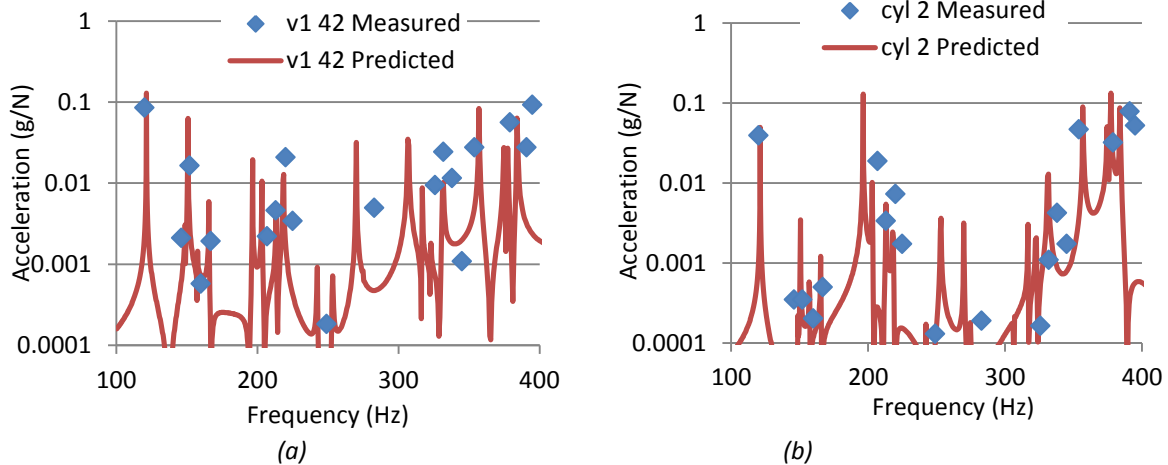 v1 42 Measured
v1 42 Predicted
Acceleration (g/N)
1
0.1
0.01
0.001
0.0001
100
200
300
400
Frequency (Hz)
(a)
cyl 2 Measured
cyl 2 Predicted
Acceleration (g/N)
1
0.1
0.01
0.001
0.0001
100
200
300
400
Frequency (Hz)
(b)